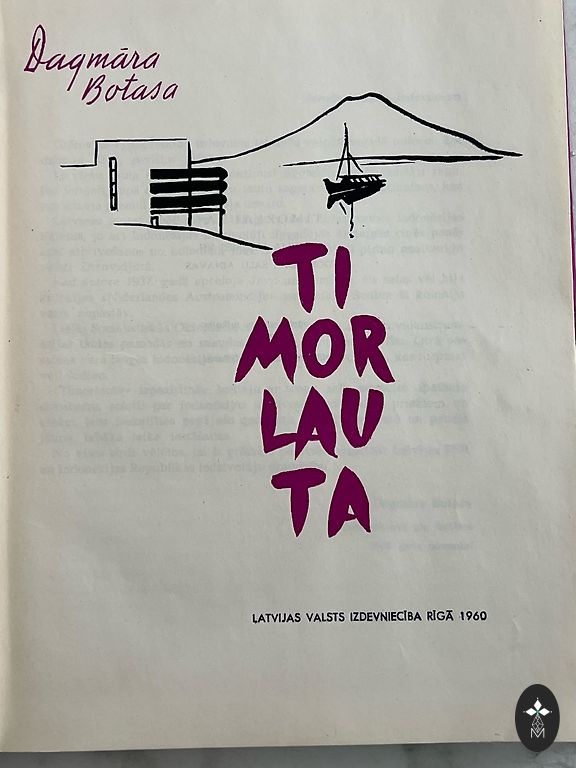 Dagmāra
Botasa
TI
MOR
LAU
TA
LATVIJAS VALSTS IZDEVNIECĪBA RĪGĀ 1960
M